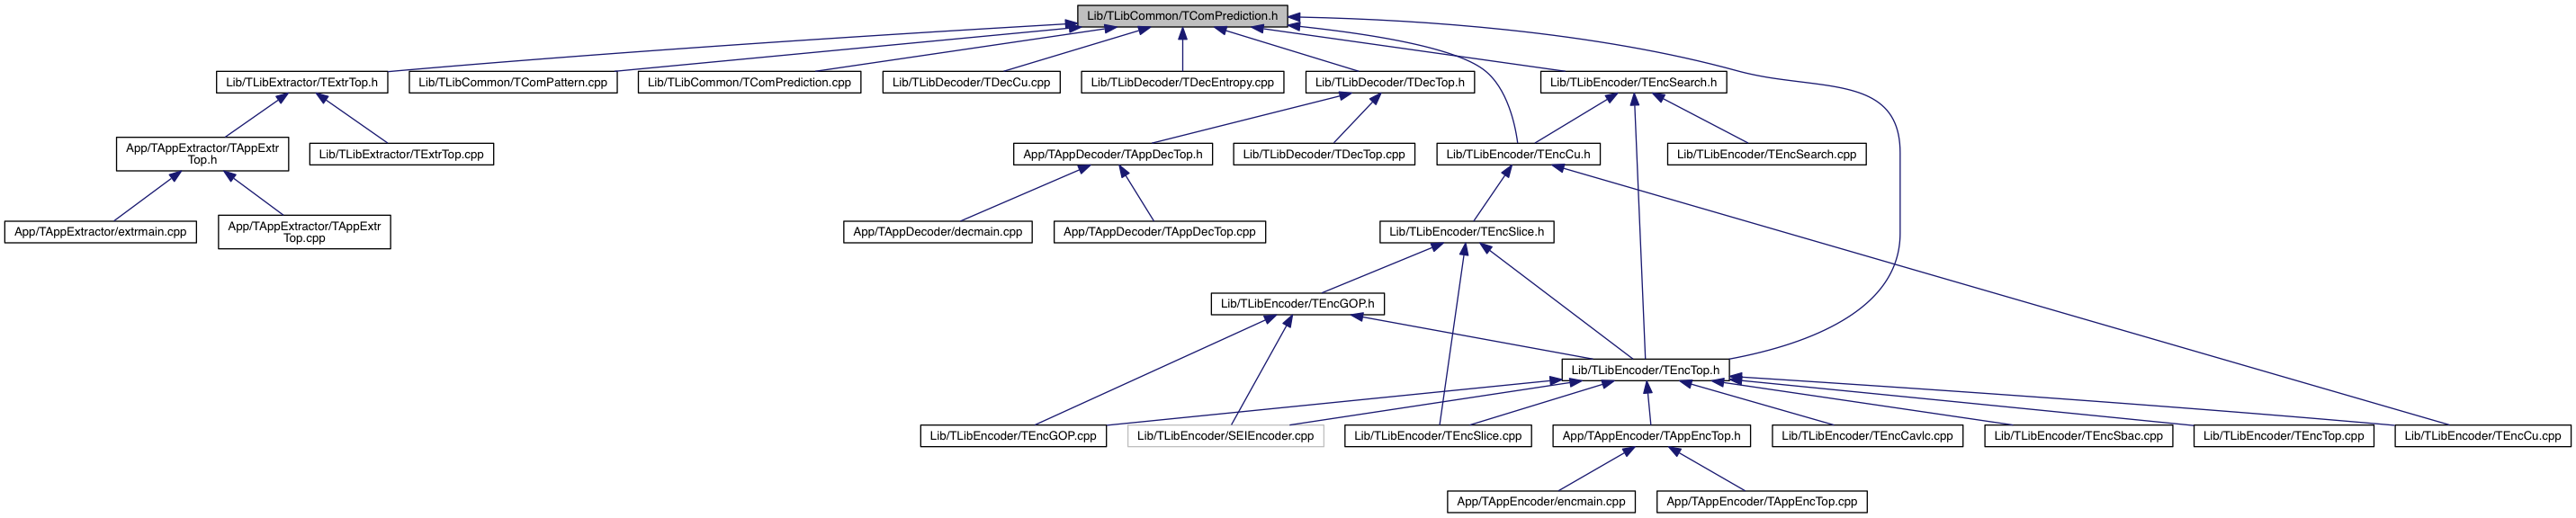 Lib/TLibCommon/TComPrediction.h
Lib/TLibExtractor/TExtrTop.h
Lib/TLibCommon/TComPattern.cpp
Lib/TLibCommon/TComPrediction.cpp
Lib/TLibDecoder/TDecCu.cpp
Lib/TLibDecoder/TDecEntropy.cpp
Lib/TLibDecoder/TDecTop.h
Lib/TLibEncoder/TEncSearch.h
App/TAppExtractor/TAppExtr
Top.h
Lib/TLibExtractor/TExtrTop.cpp
App/TAppDecoder/TAppDecTop.h
Lib/TLibDecoder/TDecTop.cpp
Lib/TLibEncoder/TEncCu.h
Lib/TLibEncoder/TEncSearch.cpp
App/TAppExtractor/extrmain.cpp
App/TAppExtractor/TAppExtr
Top.cpp
App/TAppDecoder/decmain.cpp
App/TAppDecoder/TAppDecTop.cpp
Lib/TLibEncoder/TEncSlice.h
Lib/TLibEncoder/TEncGOP.h
Lib/TLibEncoder/TEncTop.h
Lib/TLibEncoder/TEncGOP.cpp
Lib/TLibEncoder/SEIEncoder.cpp
Lib/TLibEncoder/TEncSlice.cpp
App/TAppEncoder/TAppEncTop.h
Lib/TLibEncoder/TEncCavlc.cpp
Lib/TLibEncoder/TEncSbac.cpp
Lib/TLibEncoder/TEncTop.cpp
Lib/TLibEncoder/TEncCu.cpp
App/TAppEncoder/encmain.cpp
App/TAppEncoder/TAppEncTop.cpp